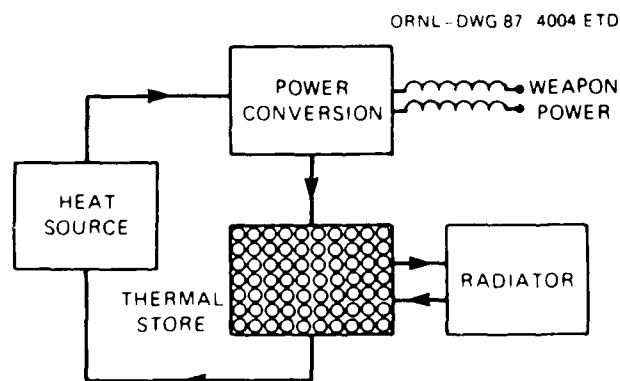 ORNL-DWG 87 4004 ETD
POWER
CONVERSION
WEAPON
POWER
HEAT
SOURCE
THERMAL
STORE
RADIATOR